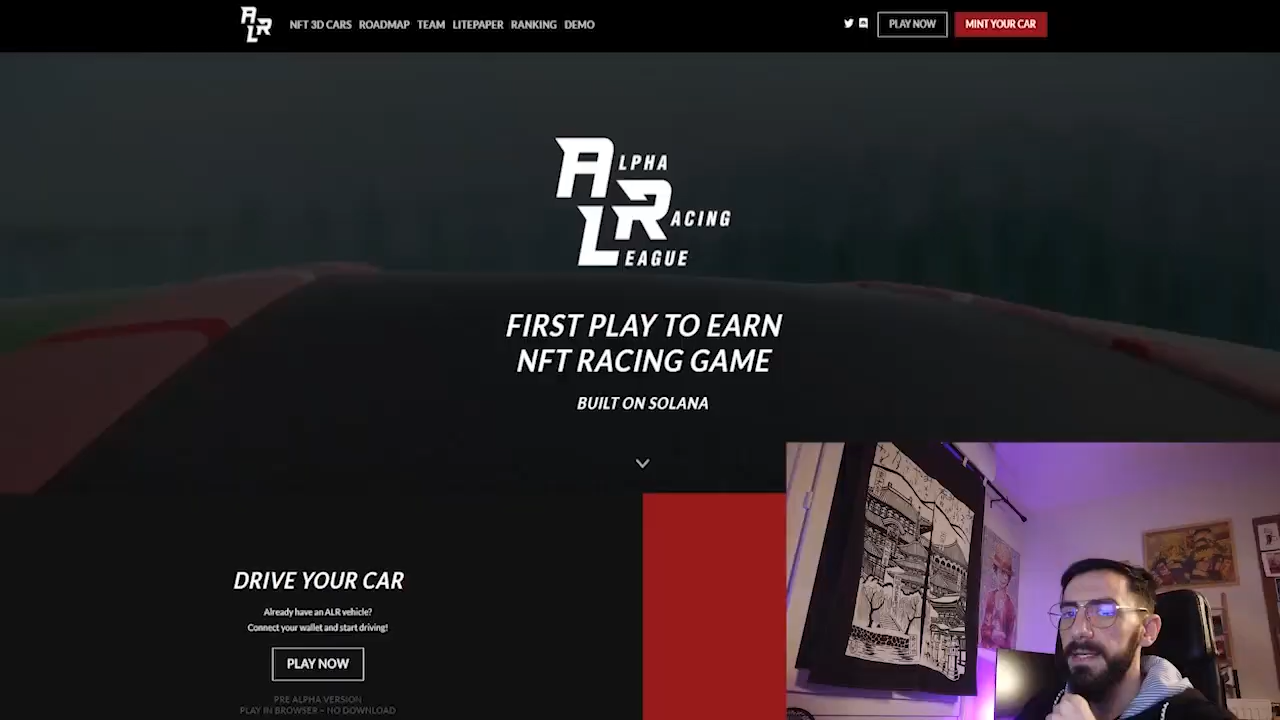 ALR
NFT 3D CARS ROADMAP TEAM LITEPAPER RANKING DEMO
PLAY NOW
MINT YOUR CAR
ALPHA
RACING
LEAGUE
FIRST PLAY TO EARN
NFT RACING GAME
BUILT ON SOLANA
DRIVE YOUR CAR
Already have an ALR vehicle?
Connect your wallet and start driving!
PLAY NOW
PRE ALPHA VERSION
PLAY IN BROWSER – NO DOWNLOAD